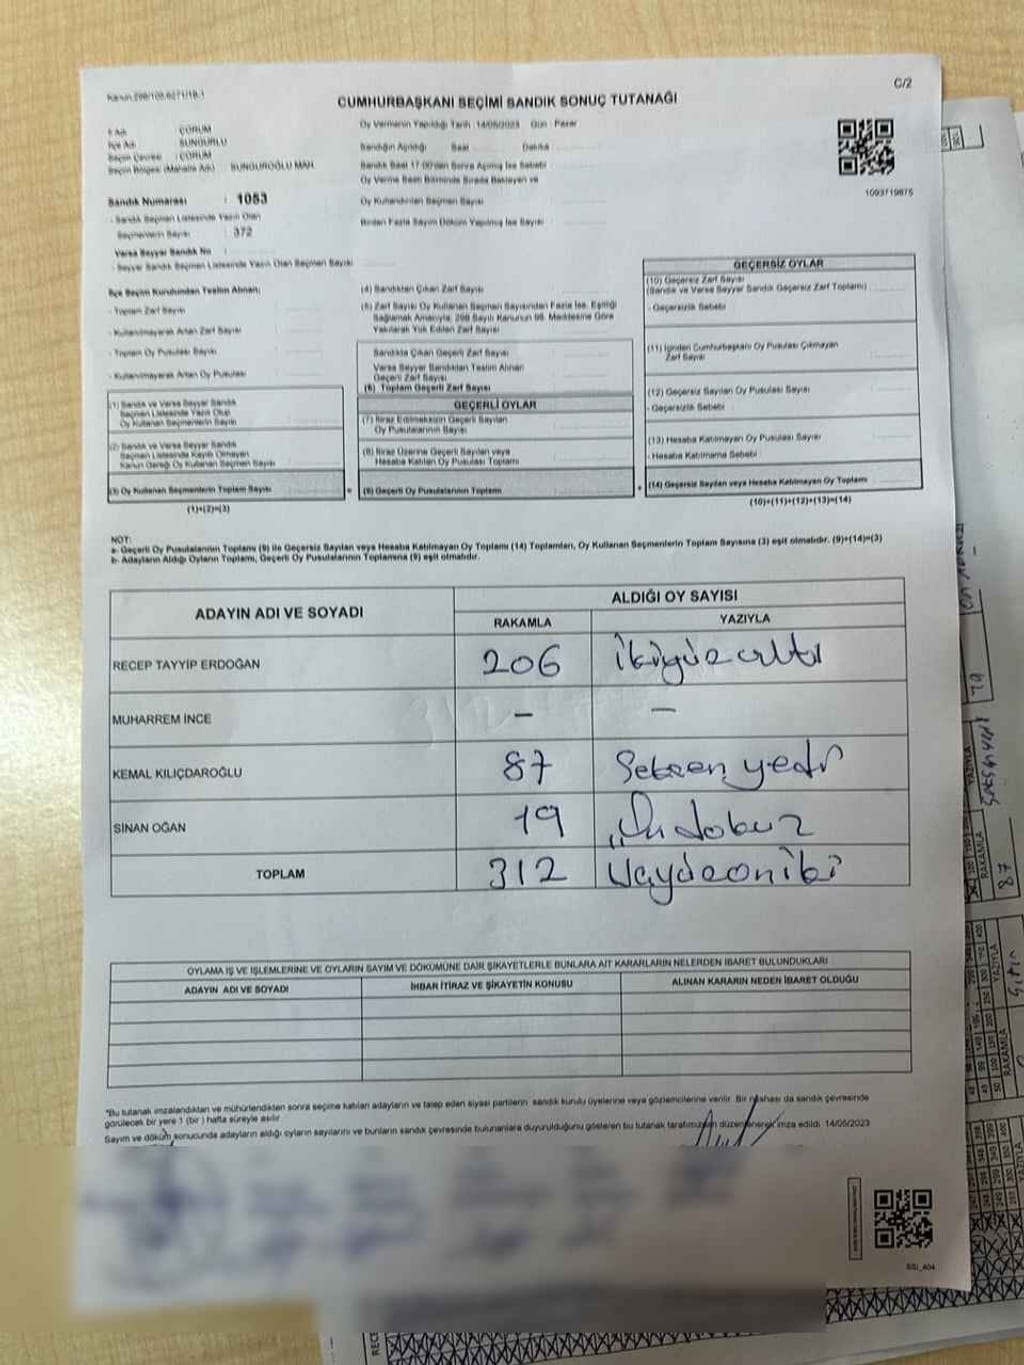 C/2
CUMHURBAŞKANI SEÇİMİ SANDIK SONUÇ TUTANAĞI
1093719875
İl Adı : ÇORUM
İlçe Adı : SUNGURLU
Seçim Çevresi : ÇORUM
Seçim Bölgesi (Mahalle Adı) : SUNGUROĞLU MAH.
Sandık Numarası : 1053
- Sandık Seçmen Listesinde Yazılı Olan
Seçmenlerin Sayısı : 372
Varsa Seyyar Sandık No :
- Seyyar Sandık Seçmen Listesinde Yazılı Olan Seçmen Sayısı
Oy Vermenin Yapıldığı Tarih : 14/05/2023 Gün : Pazar
Sandığın Açıldığı Saat Dakika
Sandık Saat 17:00'den Sonra Açılmış İse Sebebi
Oy Verme Saati Bitiminde Sırada Bekleyen ve
Oy Kullandırılan Seçmen Sayısı
Birden Fazla Sayım Döküm Yapılmış İse Sayısı
İlçe Seçim Kurulundan Teslim Alınan;
- Toplam Zarf Sayısı
- Kullanılmayarak Artan Zarf Sayısı
- Toplam Oy Pusulası Sayısı
- Kullanılmayarak Artan Oy Pusulası
(1) Sandık ve Varsa Seyyar Sandık
Seçmen Listesinde Yazılı Olup
Oy Kullanan Seçmenlerin Sayısı
(2) Sandık ve Varsa Seyyar Sandık
Seçmen Listesinde Kayıtlı Olmayan
Kanun Gereği Oy Kullanan Seçmen Sayısı
(3) Oy Kullanan Seçmenlerin Toplam Sayısı
(1)+(2)=(3)
(4) Sandıktan Çıkan Zarf Sayısı
(5) Zarf Sayısı Oy Kullanan Seçmen Sayısından Fazla İse, Eşitliği
Sağlamak Amacıyla, 298 Sayılı Kanunun 98. Maddesine Göre
Yakılarak Yok Edilen Zarf Sayısı
Sandıkta Çıkan Geçerli Zarf Sayısı
Varsa Seyyar Sandıktan Teslim Alınan
Geçerli Zarf Sayısı
(6) Toplam Geçerli Zarf Sayısı
GEÇERLİ OYLAR
(7) İtiraz Edilmeksizin Geçerli Sayılan
Oy Pusulalarının Sayısı
(8) İtiraz Üzerine Geçerli Sayılan veya
Hesaba Katılan Oy Pusulası Toplamı
= (9) Geçerli Oy Pusulalarının Toplamı
GEÇERSİZ OYLAR
(10) Geçersiz Zarf Sayısı
(Sandık ve Varsa Seyyar Sandık Geçersiz Zarf Toplamı)
- Geçersizlik Sebebi
(11) İçinden Cumhurbaşkanı Oy Pusulası Çıkmayan
Zarf Sayısı
(12) Geçersiz Sayılan Oy Pusulası Sayısı
- Geçersizlik Sebebi
(13) Hesaba Katılmayan Oy Pusulası Sayısı
- Hesaba Katılmama Sebebi
+ (14) Geçersiz Sayılan veya Hesaba Katılmayan Oy Toplamı
(10)+(11)+(12)+(13)=(14)
NOT:
a- Geçerli Oy Pusulalarının Toplamı (9) ile Geçersiz Sayılan veya Hesaba Katılmayan Oy Toplamı (14) Toplamları, Oy Kullanan Seçmenlerin Toplam Sayısına (3) eşit olmalıdır. (9)+(14)=(3)
b- Adayların Aldığı Oyların Toplamı, Geçerli Oy Pusulalarının Toplamına (9) eşit olmalıdır.
ADAYIN ADI VE SOYADI ALDIĞI OY SAYISI
RAKAMLA YAZIYLA
RECEP TAYYİP ERDOĞAN 206 ikiyüz altı
MUHARREM İNCE - -
KEMAL KILIÇDAROĞLU 87 Seksen yedi
SİNAN OĞAN 19 Ondokuz
TOPLAM 312 Üçyüzoniki
OYLAMA İŞ VE İŞLEMLERİNE VE OYLARIN SAYIM VE DÖKÜMÜNE DAİR ŞİKAYETLERLE BUNLARA AİT KARARLARIN NELERDEN İBARET BULUNDUKLARI
ADAYIN ADI VE SOYADI İHBAR İTİRAZ VE ŞİKAYETİN KONUSU ALINAN KARARIN NEDEN İBARET OLDUĞU
*Bu tutanak imzalandıktan ve mühürlendikten sonra seçime katılan adayların ve talep eden siyasi partilerin sandık kurulu üyelerine veya gözlemcilerine verilir. Bir nüshası da sandık çevresinde
görülecek bir yere 1 (bir) hafta süreyle asılır.
Sayım ve döküm sonucunda adayların aldığı oyların sayılarını ve bunların sandık çevresinde bulunanlara duyurulduğunu gösteren bu tutanak tarafımızdan düzenlenerek imza edildi. 14/05/2023
RAKAMLA
YAZIYLA
87